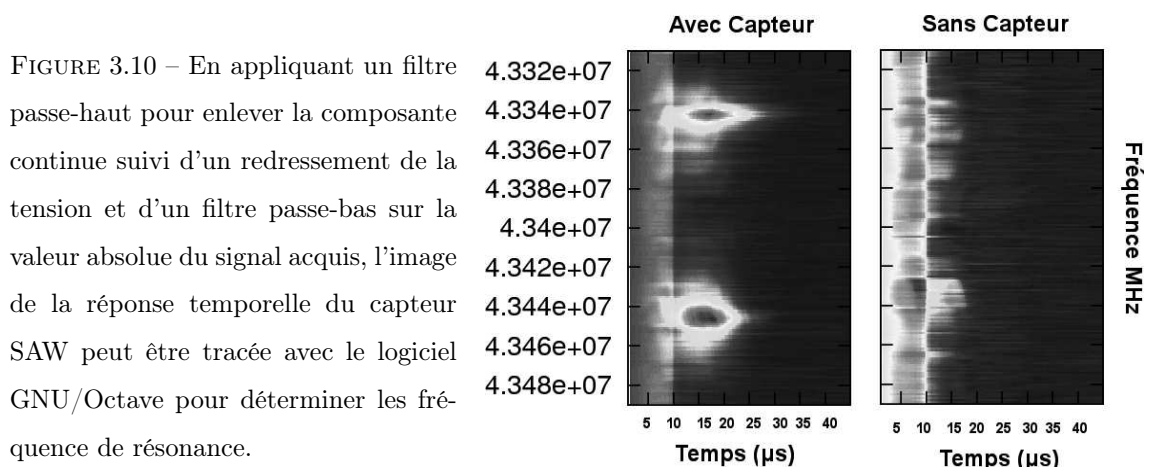 FIGURE 3.10 – En appliquant un filtre
passe-haut pour enlever la composante
continue suivi d'un redressement de la
tension et d'un filtre passe-bas sur la
valeur absolue du signal acquis, l'image
de la réponse temporelle du capteur
SAW peut être tracée avec le logiciel
GNU/Octave pour déterminer les fré-
quence de résonance.
Avec Capteur
Sans Capteur
4.332e+07
4.334e+07
4.336e+07
4.338e+07
4.34e+07
4.342e+07
4.344e+07
4.346e+07
4.348e+07
Fréquence MHz
5 10 15 20 25 30 35 40
5 10 15 20 25 30 35 40
Temps (µs)
Temps (µs)